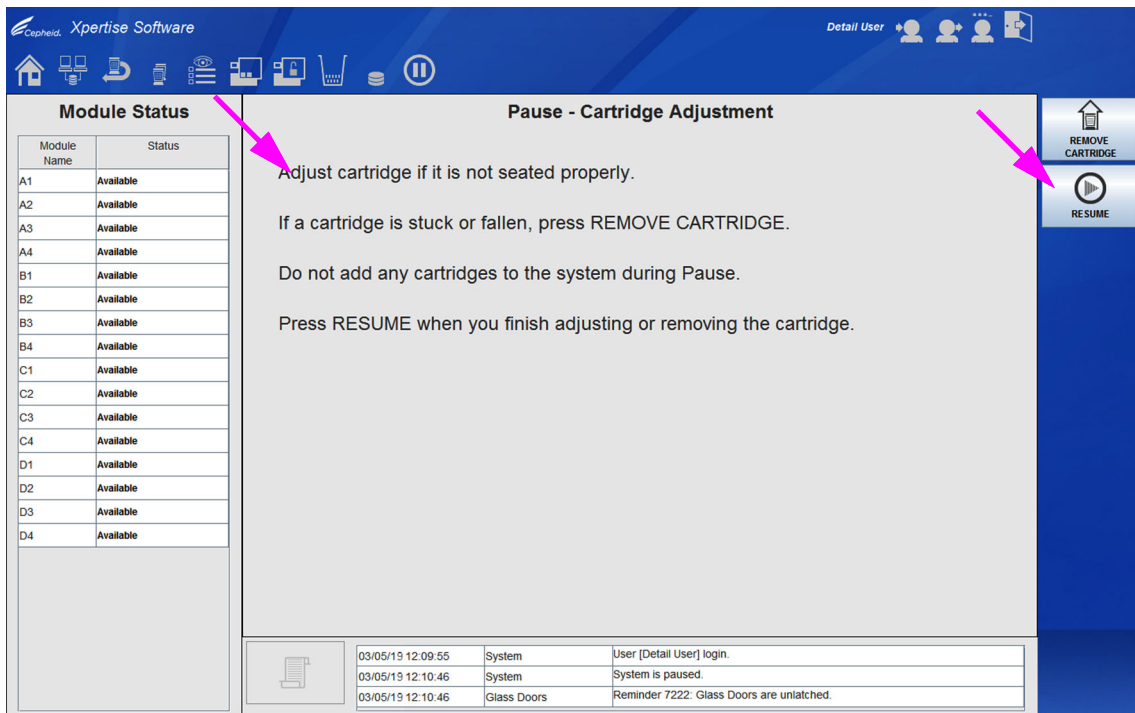 Cepheid. Xpertise Software
Detail User
Module Status
Module Name Status
A1 Available
A2 Available
A3 Available
A4 Available
B1 Available
B2 Available
B3 Available
B4 Available
C1 Available
C2 Available
C3 Available
C4 Available
D1 Available
D2 Available
D3 Available
D4 Available
Pause - Cartridge Adjustment
Adjust cartridge if it is not seated properly.
If a cartridge is stuck or fallen, press REMOVE CARTRIDGE.
Do not add any cartridges to the system during Pause.
Press RESUME when you finish adjusting or removing the cartridge.
REMOVE
CARTRIDGE
RESUME
03/05/19 12:09:55 System User [Detail User] login.
03/05/19 12:10:46 System System is paused.
03/05/19 12:10:46 Glass Doors Reminder 7222: Glass Doors are unlatched.